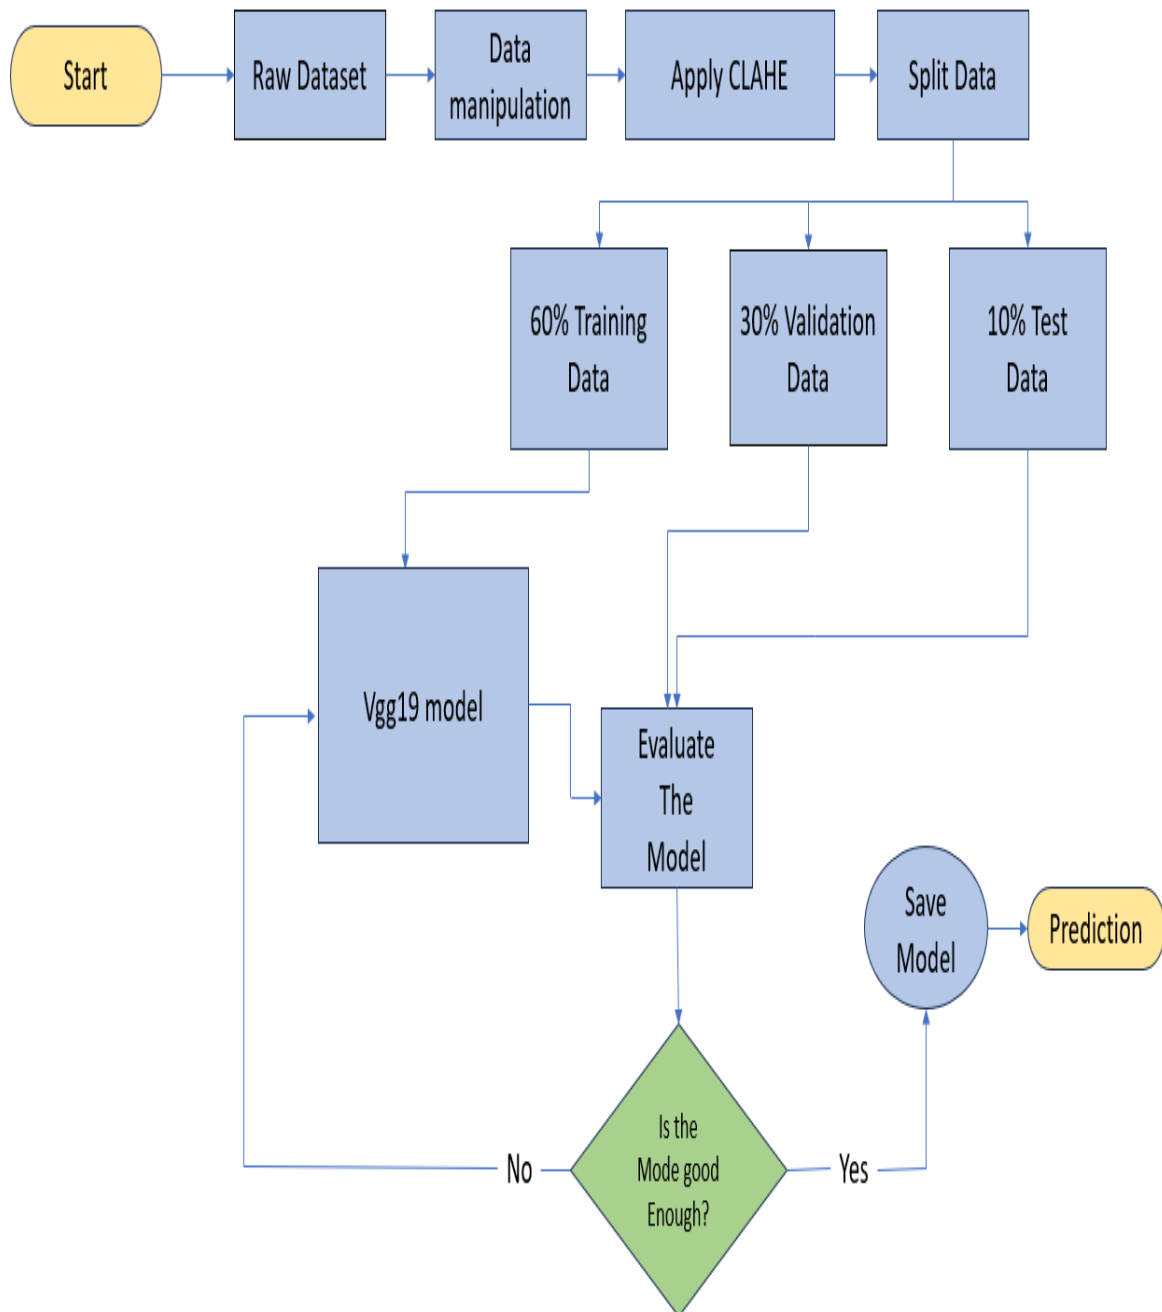 Start
Raw Dataset
Data
manipulation
Apply CLAHE
Split Data
60% Training
Data
30% Validation
Data
10% Test
Data
Vgg19 model
Evaluate
The
Model
Save
Model
Prediction
Is the
Mode good
Enough?
No
Yes